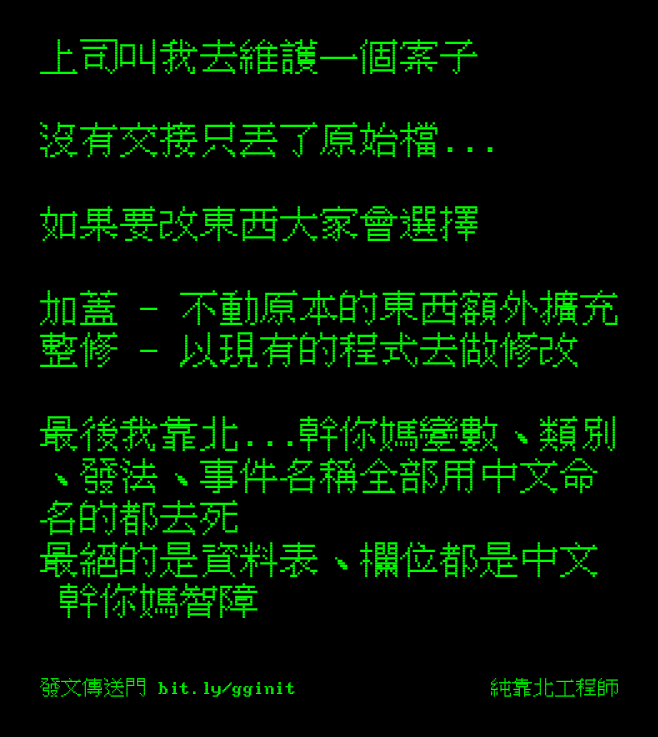 上司叫我去維護一個案子
沒有交接只丟了原始檔...
如果要改東西大家會選擇
加蓋 - 不動原本的東西額外擴充
整修 - 以現有的程式去做修改
最後我靠北...幹你媽變數、類別
、發法、事件名稱全部用中文命
名的都去死
最絕的是資料表、欄位都是中文
幹你媽智障
發文傳送門 bit.ly/gginit
純靠北工程師